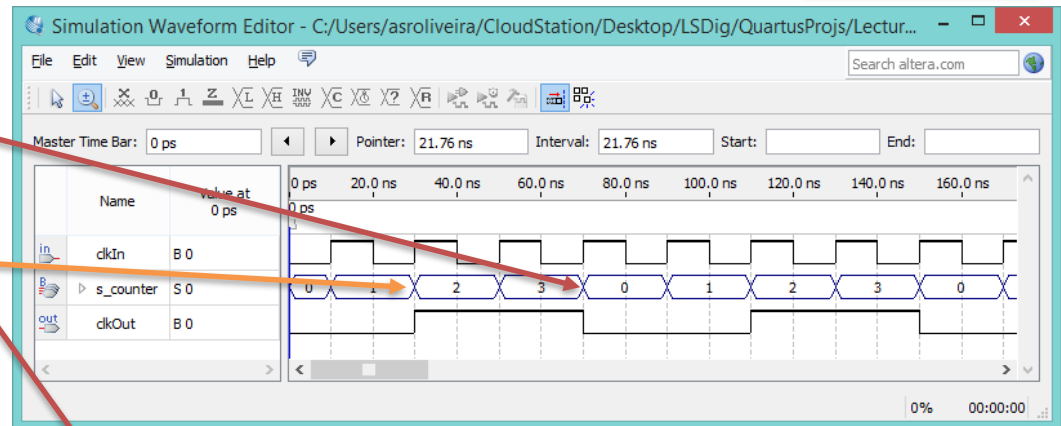 Simulation Waveform Editor - C:/Users/asroliveira/CloudStation/Desktop/LSDig/QuartusProjs/Lectur...
File Edit View Simulation Help
Search altera.com
Master Time Bar: 0 ps Pointer: 21.76 ns Interval: 21.76 ns Start: End:
Name Value at 0 ps
0 ps 20.0 ns 40.0 ns 60.0 ns 80.0 ns 100.0 ns 120.0 ns 140.0 ns 160.0 ns
0 ps
in clkIn B 0
B s_counter S 0 0 1 2 3 0 1 2 3 0
out clkOut B 0
0% 00:00:00